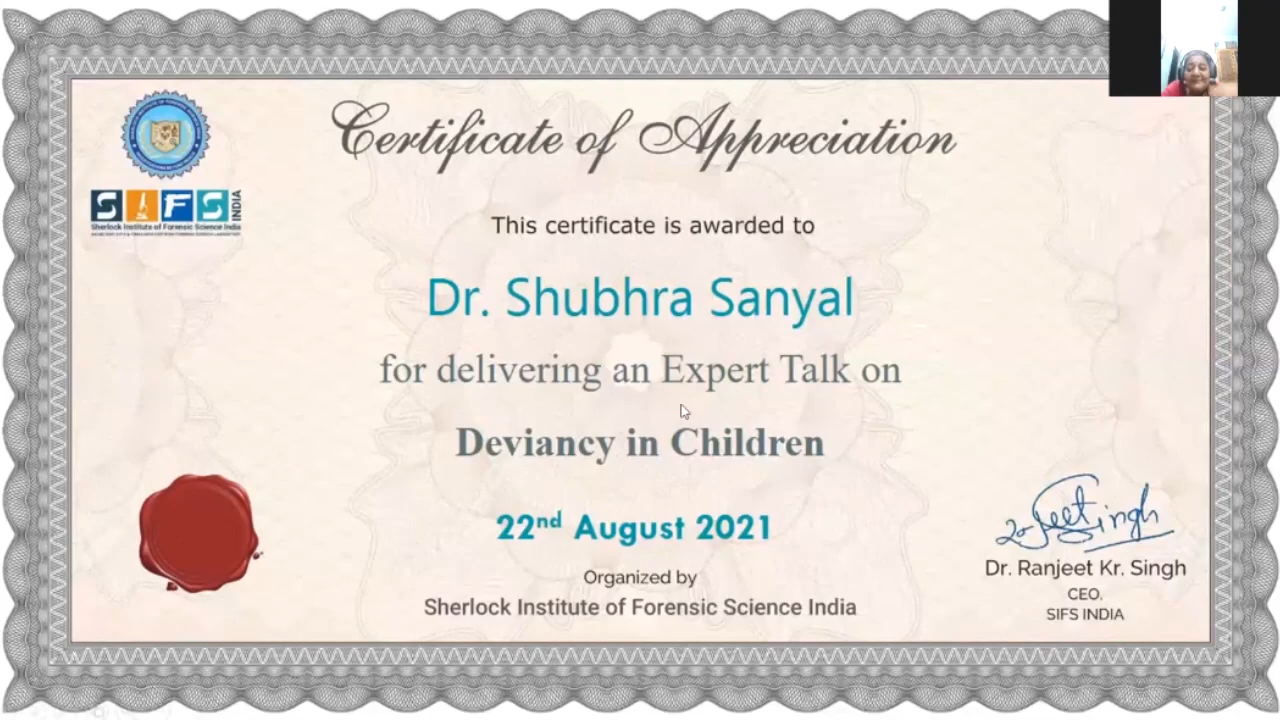 Certificate of Appreciation
SIFS INDIA
Sherlock Institute of Forensic Science India
This certificate is awarded to
Dr. Shubhra Sanyal
for delivering an Expert Talk on
Deviancy in Children
22nd August 2021
Organized by
Sherlock Institute of Forensic Science India
Dr. Ranjeet Kr. Singh
CEO,
SIFS INDIA